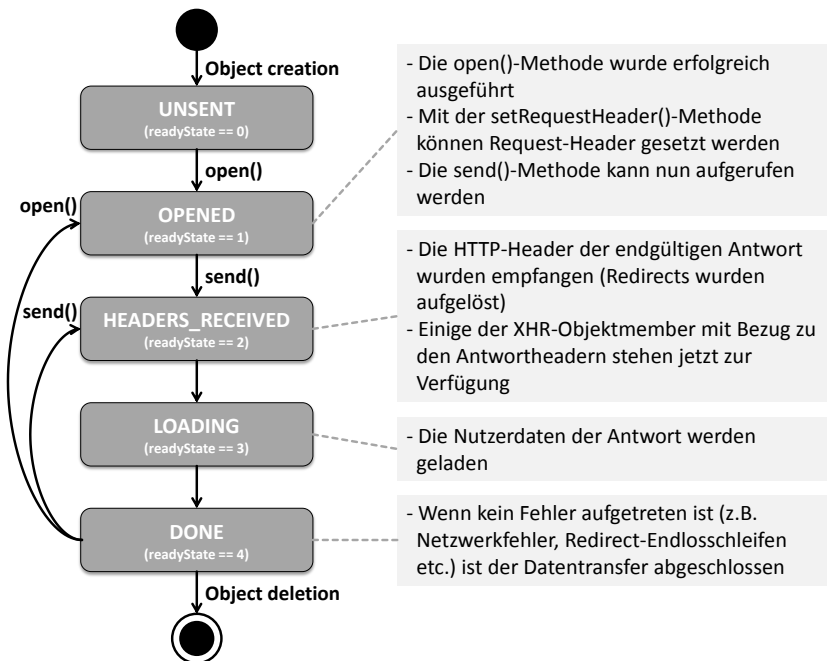 Object creation
UNSENT
(readyState == 0)
open()
open()
OPENED
(readyState == 1)
send()
send()
HEADERS_RECEIVED
(readyState == 2)
LOADING
(readyState == 3)
DONE
(readyState == 4)
Object deletion
- Die open()-Methode wurde erfolgreich
ausgeführt
- Mit der setRequestHeader()-Methode
können Request-Header gesetzt werden
- Die send()-Methode kann nun aufgerufen
werden
- Die HTTP-Header der endgültigen Antwort
wurden empfangen (Redirects wurden
aufgelöst)
- Einige der XHR-Objektmember mit Bezug zu
den Antwortheadern stehen jetzt zur
Verfügung
- Die Nutzerdaten der Antwort werden
geladen
- Wenn kein Fehler aufgetreten ist (z.B.
Netzwerkfehler, Redirect-Endlosschleifen
etc.) ist der Datentransfer abgeschlossen